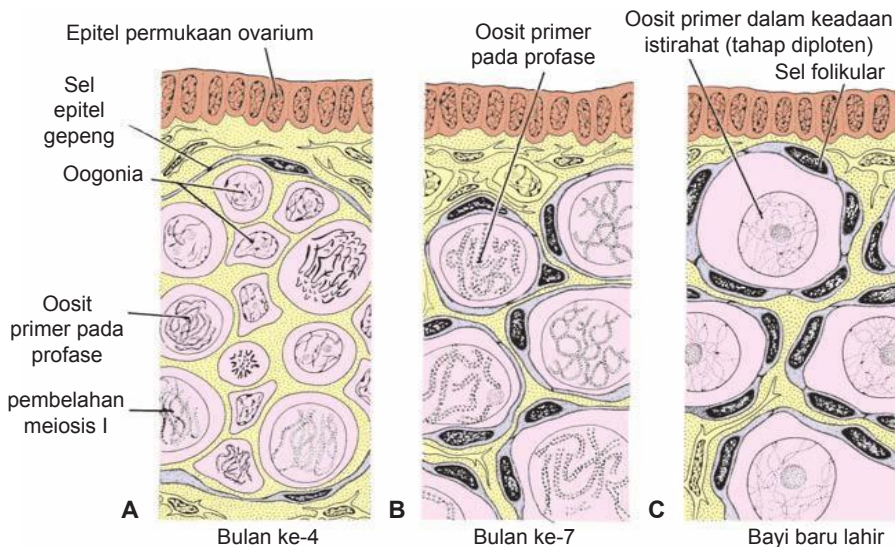 Epitel permukaan ovarium
Sel
epitel
gepeng
Oogonia
Oosit
primer pada
profase
pembelahan
meiosis I
A
Bulan ke-4
Oosit primer
pada profase
B
Bulan ke-7
Oosit primer dalam keadaan
istirahat (tahap diploten)
Sel folikular
C
Bayi baru lahir